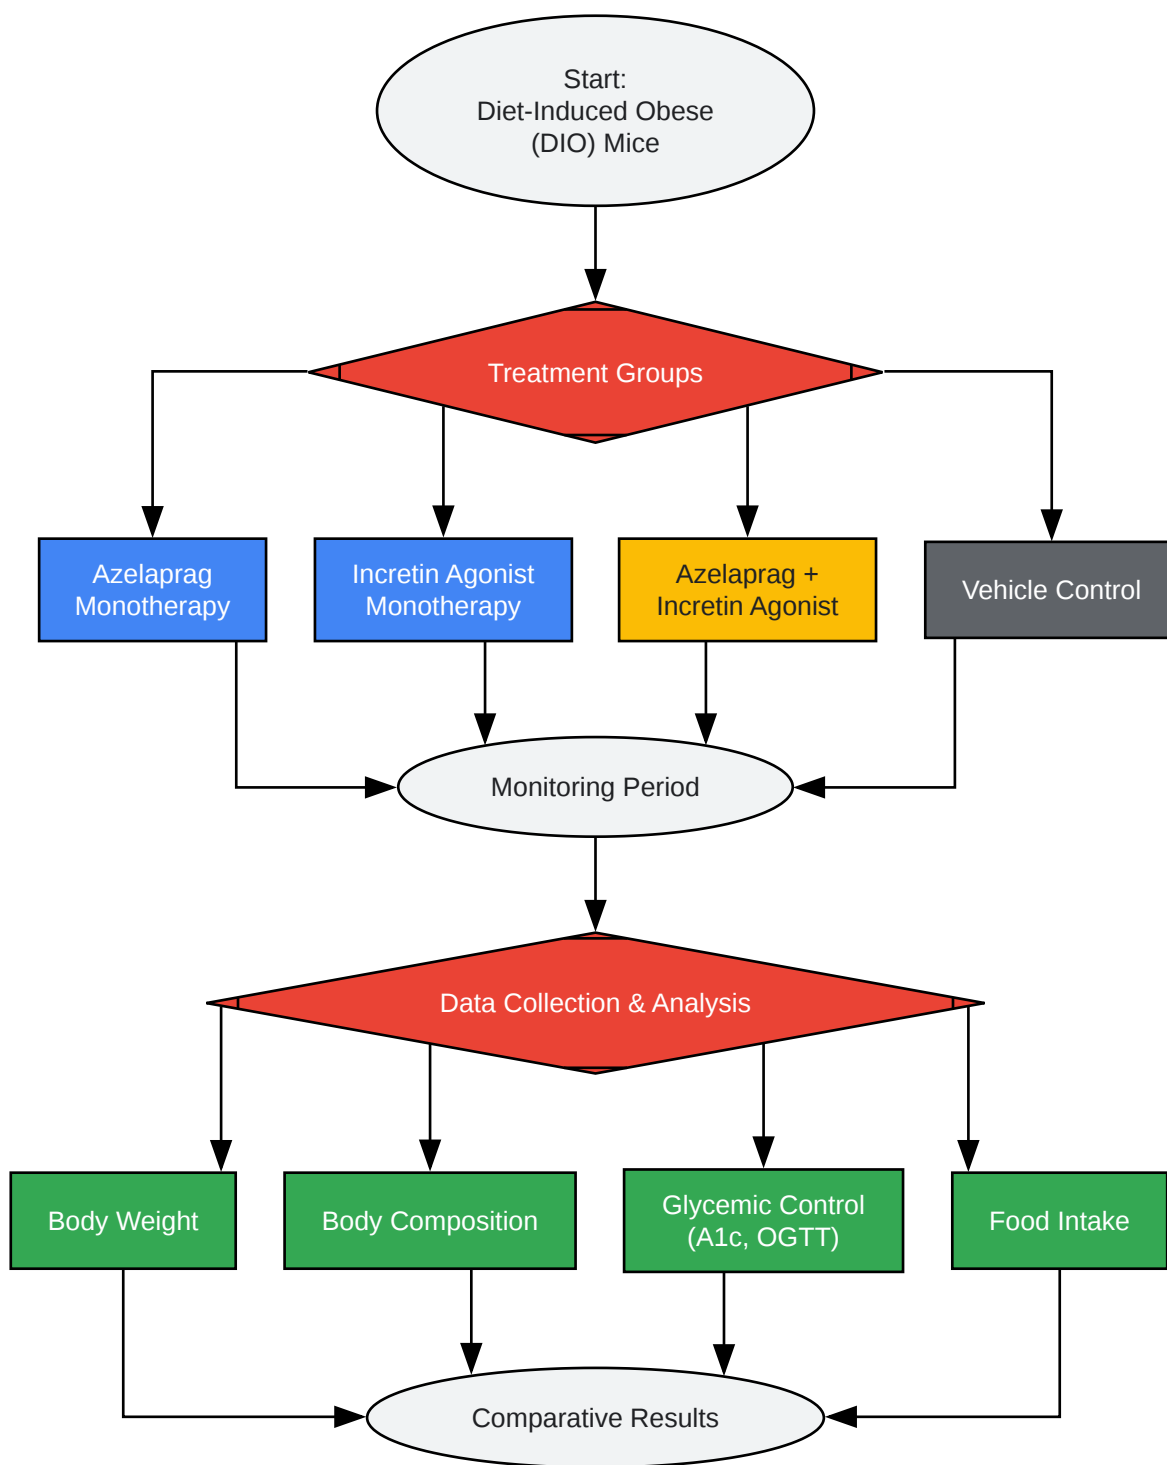 Start:
Diet-Induced Obese
(DIO) Mice
Treatment Groups
Azelaprag
Monotherapy
Incretin Agonist
Monotherapy
Azelaprag +
Incretin Agonist
Vehicle Control
Monitoring Period
Data Collection & Analysis
Body Weight
Body Composition
Glycemic Control
(A1c, OGTT)
Food Intake
Comparative Results